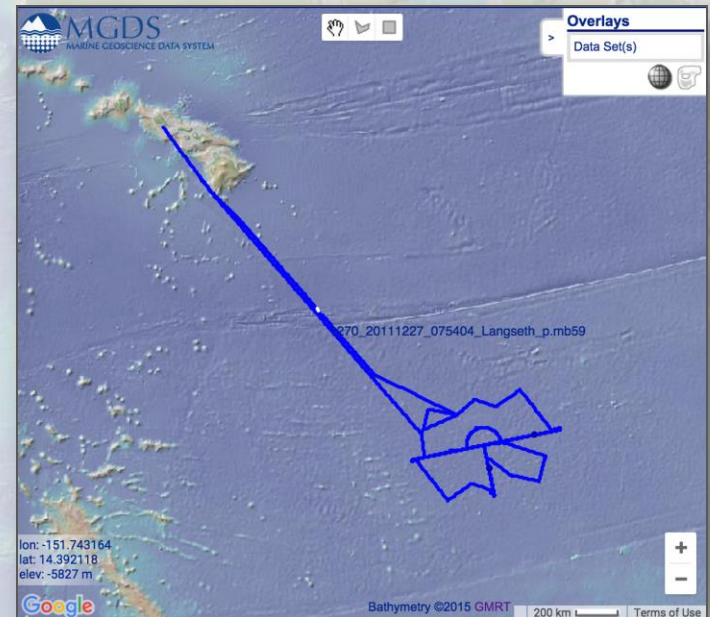 MGDS
MARINE GEOSCIENCE DATA SYSTEM
>
Overlays
Data Set(s)
270_20111227_075404_Langseth_p.mb59
lon: -151.743164
lat: 14.392118
elev: -5827 m
+
−
Google
Bathymetry ©2015 GMRT
200 km
Terms of Use